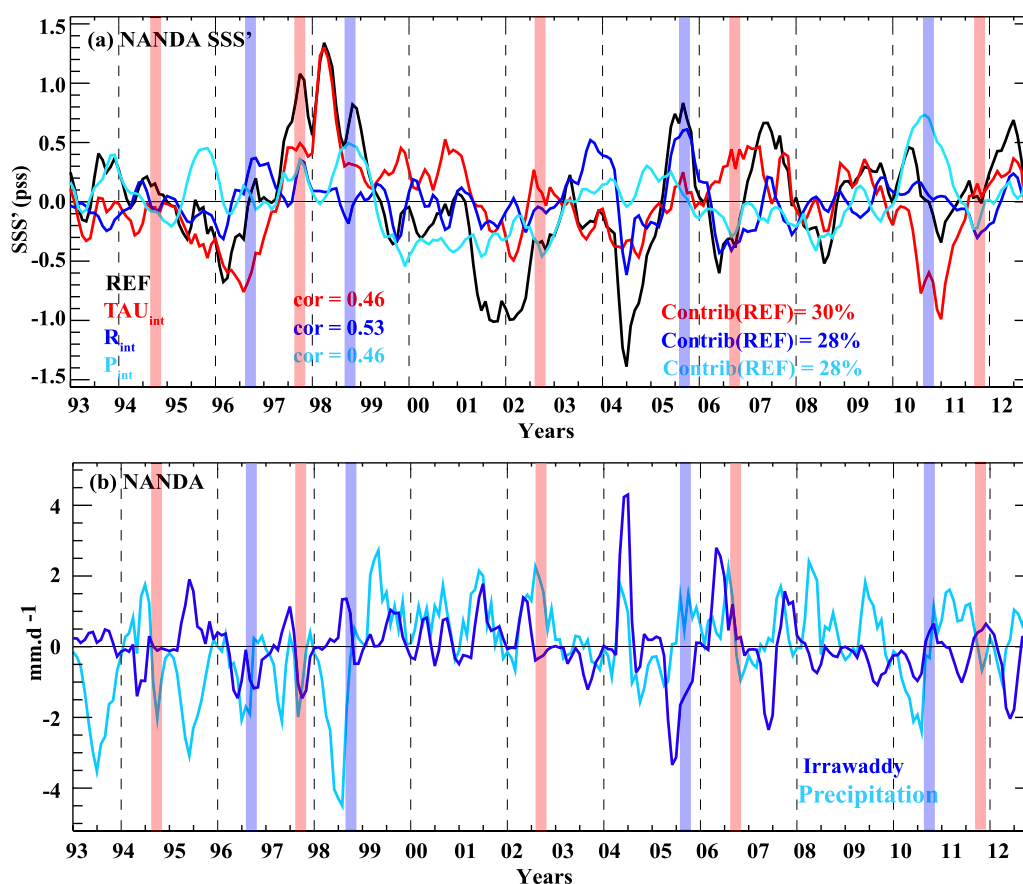 (a) NANDA SSS'
1.5
1.0
0.5
0.0
-0.5
-1.0
-1.5
SSS' (pss)
REF
TAUint cor = 0.46 Contrib(REF)= 30%
Rint cor = 0.53 Contrib(REF) = 28%
Pint cor = 0.46 Contrib(REF) = 28%
93 94 95 96 97 98 99 00 01 02 03 04 05 06 07 08 09 10 11 12
Years
(b) NANDA
4
2
0
-2
-4
mm.d-1
Irrawaddy
Precipitation
93 94 95 96 97 98 99 00 01 02 03 04 05 06 07 08 09 10 11 12
Years